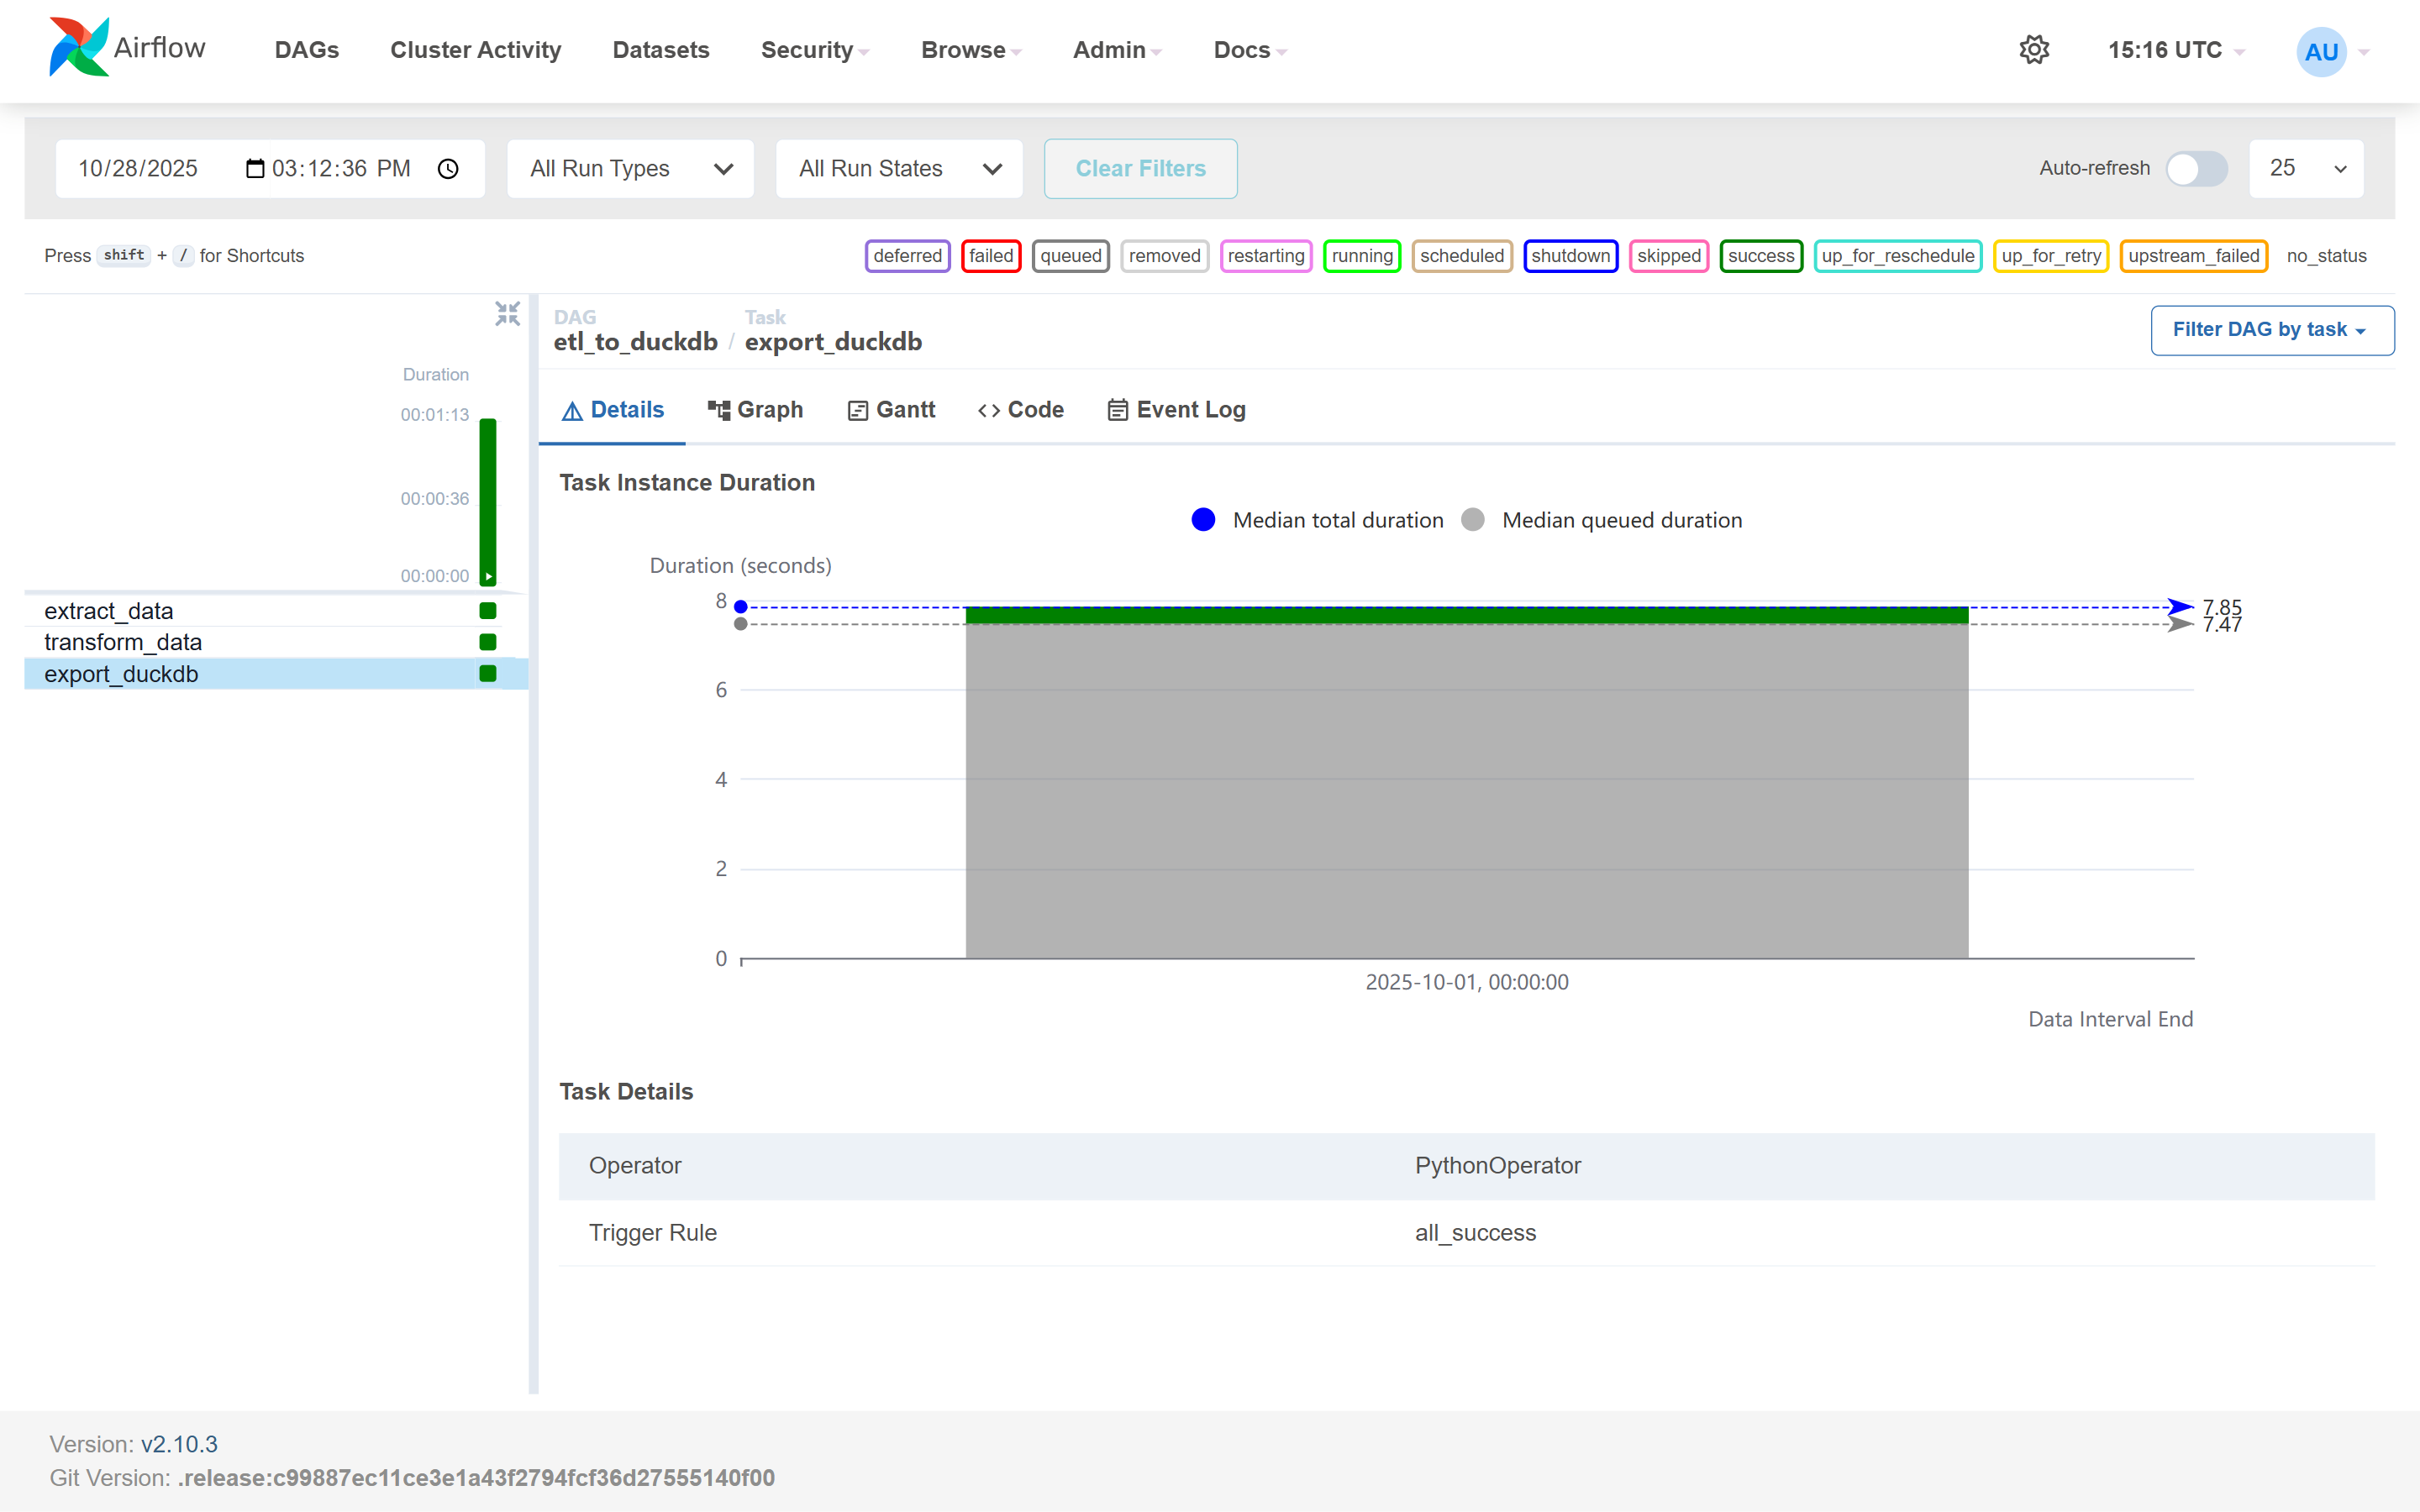 Airflow DAGs Cluster Activity Datasets Security Browse Admin Docs 15:16 UTC AU
10/28/2025 03:12:36 PM All Run Types All Run States Clear Filters Auto-refresh 25
Press shift + / for Shortcuts deferred failed queued removed restarting running scheduled shutdown skipped success up_for_reschedule up_for_retry upstream_failed no_status
Duration
00:01:13
00:00:36
00:00:00
extract_data
transform_data
export_duckdb
DAG Task
etl_to_duckdb / export_duckdb
Filter DAG by task
Details Graph Gantt Code Event Log
Task Instance Duration
Median total duration Median queued duration
Duration (seconds)
8
6
4
2
0
7.85
7.47
2025-10-01, 00:00:00
Data Interval End
Task Details
Operator PythonOperator
Trigger Rule all_success
Version: v2.10.3
Git Version: .release:c99887ec11ce3e1a43f2794fcf36d27555140f00